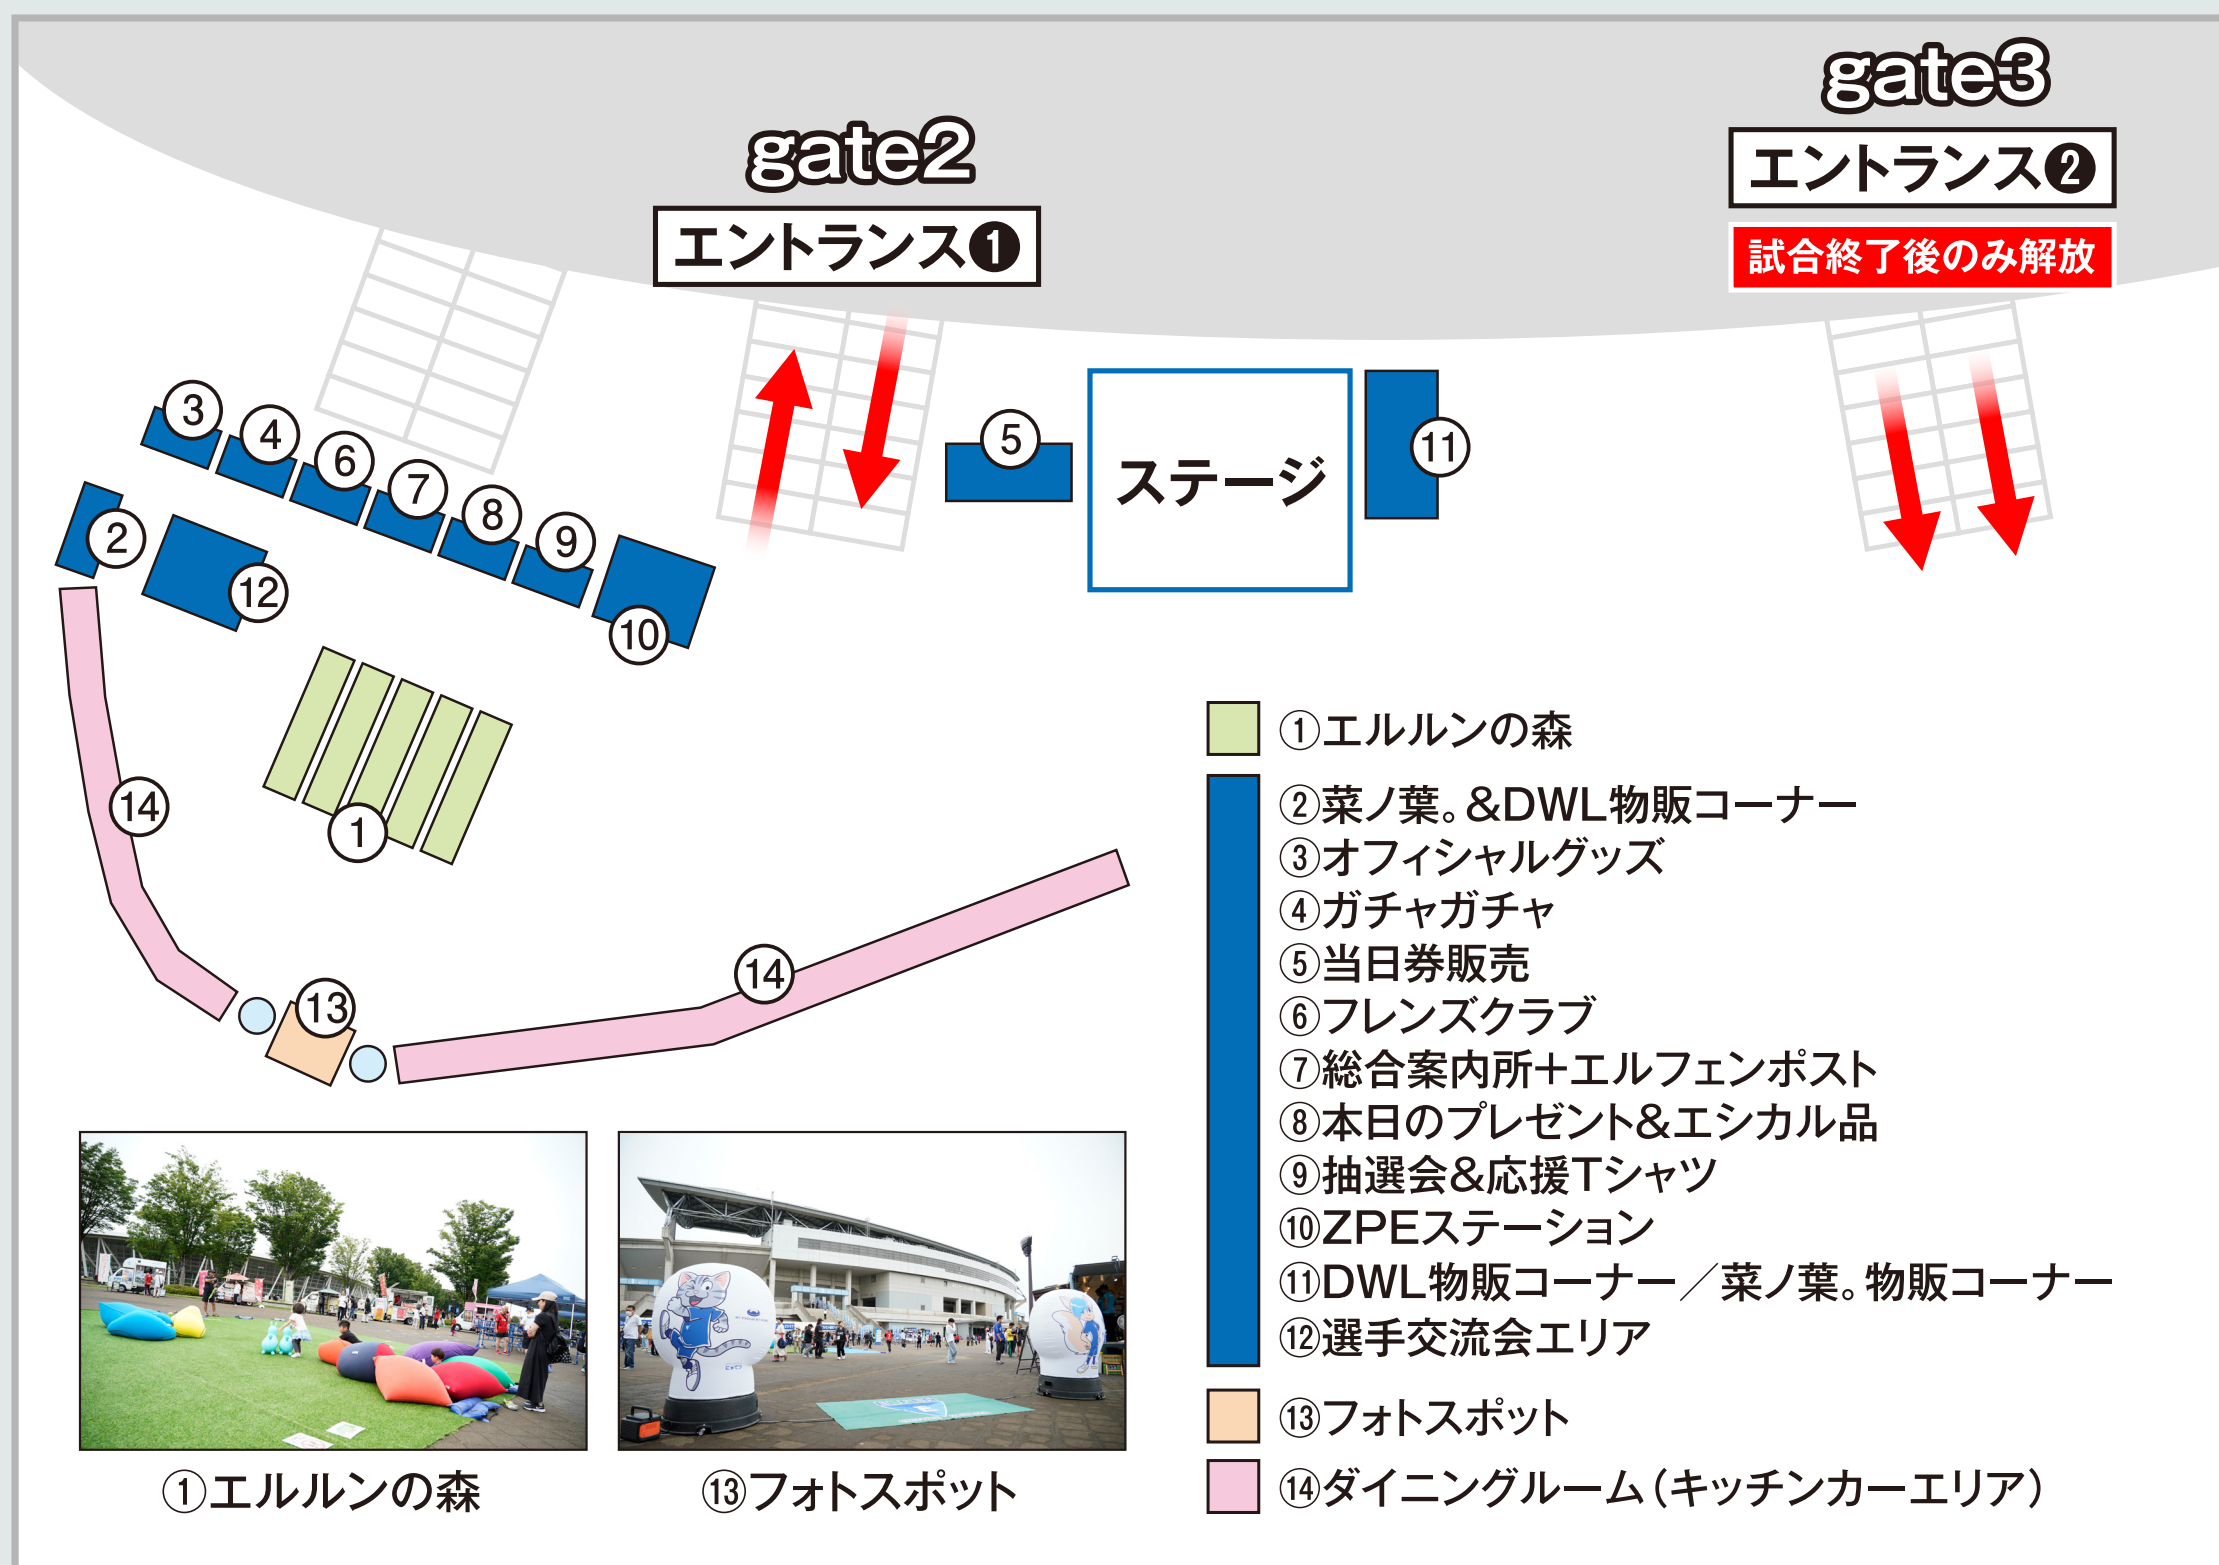 gate2
エントランス❶
gate3
エントランス❷
試合終了後のみ解放
③
④
⑥
⑦
⑧
⑨
⑩
②
⑫
⑤
ステージ
⑪
①
⑭
⑬
⑭
①エルルンの森
②菜ノ葉。&DWL物販コーナー
③オフィシャルグッズ
④ガチャガチャ
⑤当日券販売
⑥フレンズクラブ
⑦総合案内所+エルフェンポスト
⑧本日のプレゼント&エシカル品
⑨抽選会&応援Tシャツ
⑩ZPEステーション
⑪DWL物販コーナー/菜ノ葉。物販コーナー
⑫選手交流会エリア
⑬フォトスポット
⑭ダイニングルーム(キッチンカーエリア)
①エルルンの森
⑬フォトスポット